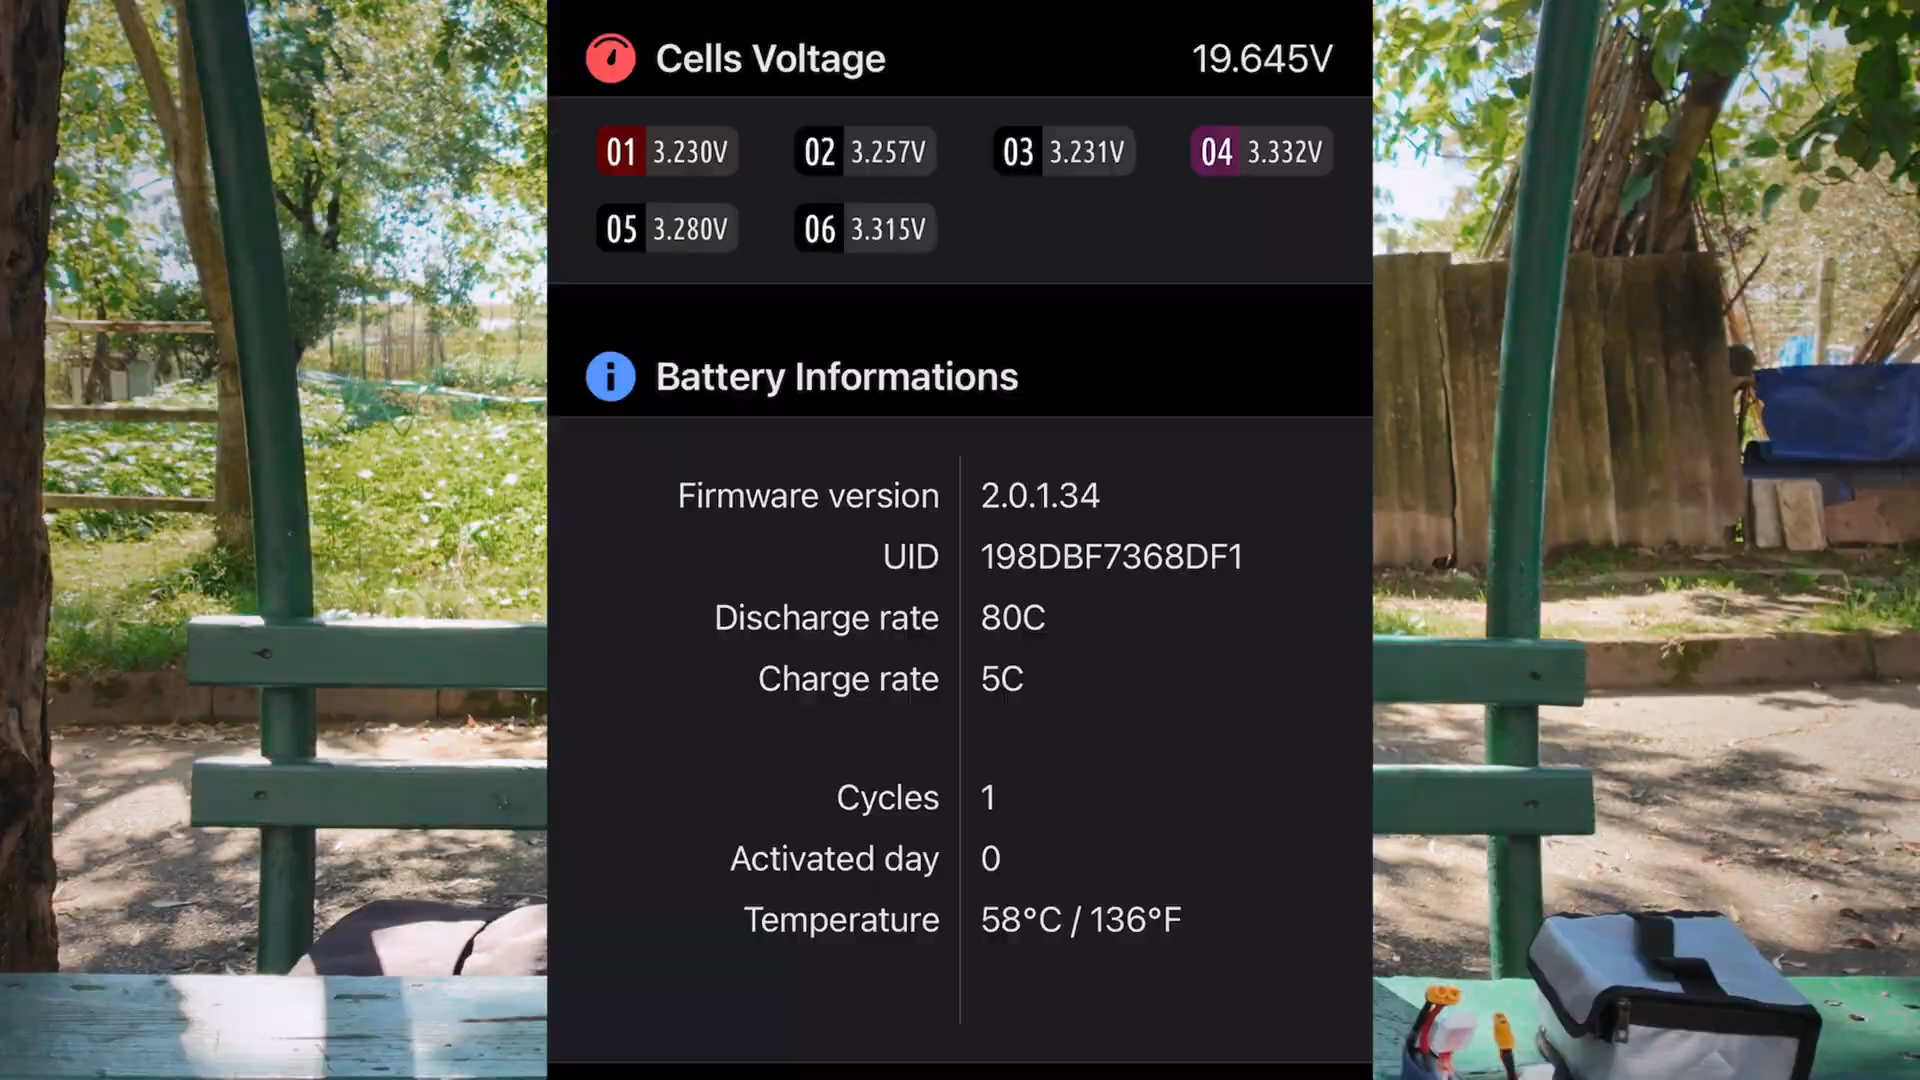 Cells Voltage 19.645V
01 3.230V 02 3.257V 03 3.231V 04 3.332V
05 3.280V 06 3.315V
Battery Informations
Firmware version 2.0.1.34
UID 198DBF7368DF1
Discharge rate 80C
Charge rate 5C
Cycles 1
Activated day 0
Temperature 58°C / 136°F